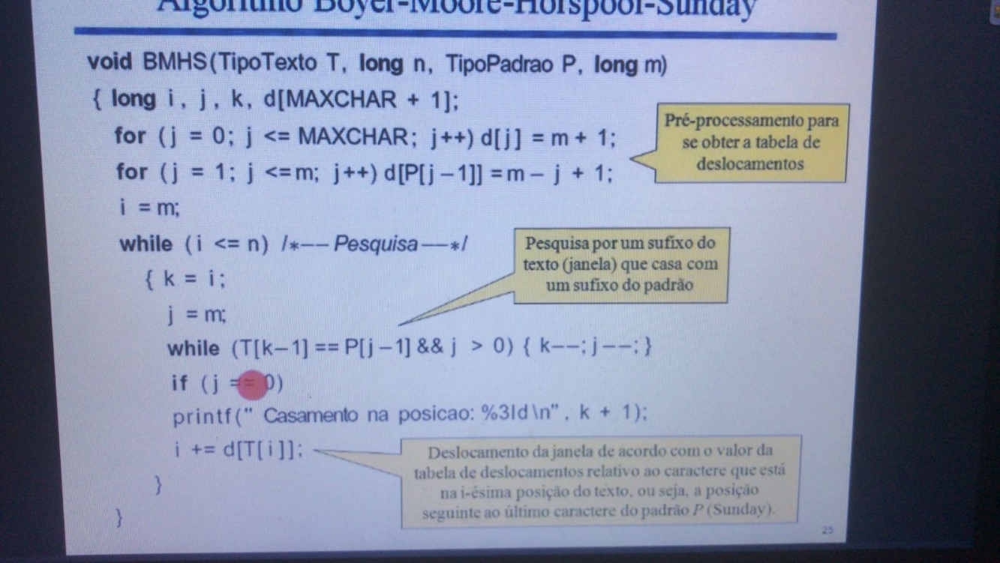 Algoritmo Boyer-Moore-Horspool-Sunday
void BMHS(TipoTexto T, long n, TipoPadrao P, long m)
{ long i, j, k, d[MAXCHAR + 1];
for (j = 0; j <= MAXCHAR; j++) d[j] = m + 1;
for (j = 1; j <=m; j++) d[P[j−1]] = m − j + 1;
Pré-processamento para
se obter a tabela de
deslocamentos
i = m;
while (i <= n) /*−− Pesquisa −−*/
Pesquisa por um sufixo do
texto (janela) que casa com
um sufixo do padrão
{ k = i;
j = m;
while (T[k−1] == P[j−1] && j > 0) { k−−; j−−; }
if (j == 0)
printf(" Casamento na posicao: %3ld\n", k + 1);
i += d[T[i]];
Deslocamento da janela de acordo com o valor da
tabela de deslocamentos relativo ao caractere que está
na i-ésima posição do texto, ou seja, a posição
seguinte ao último caractere do padrão P (Sunday).
}
}
25